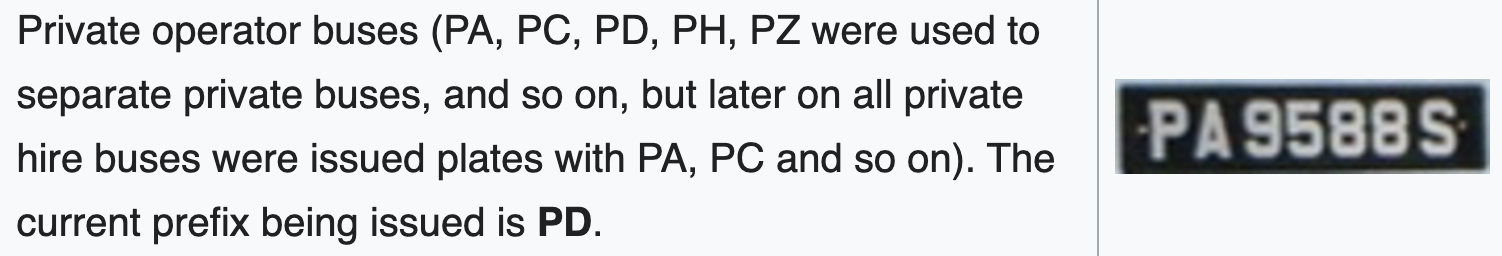 Private operator buses (PA, PC, PD, PH, PZ were used to
separate private buses, and so on, but later on all private
hire buses were issued plates with PA, PC and so on). The
current prefix being issued is PD.
PA 9588 S